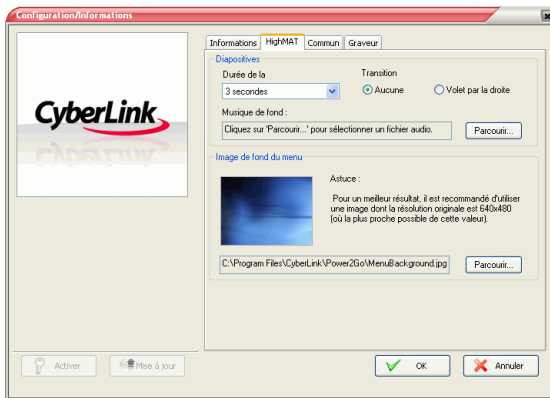 Configuration/Informations
CyberLink
Informations HighMAT Commun Graveur
Diapositives
Durée de la
Transition
3 secondes
Aucune
Volet par la droite
Musique de fond :
Cliquez sur 'Parcourir...' pour sélectionner un fichier audio.
Parcourir...
Image de fond du menu
Astuce :
Pour un meilleur résultat, il est recommandé d'utiliser
une image dont la résolution originale est 640x480
(où la plus proche possible de cette valeur).
C:\Program Files\CyberLink\Power2Go\MenuBackground.jpg
Parcourir...
Activer
Mise à jour
OK
Annuler